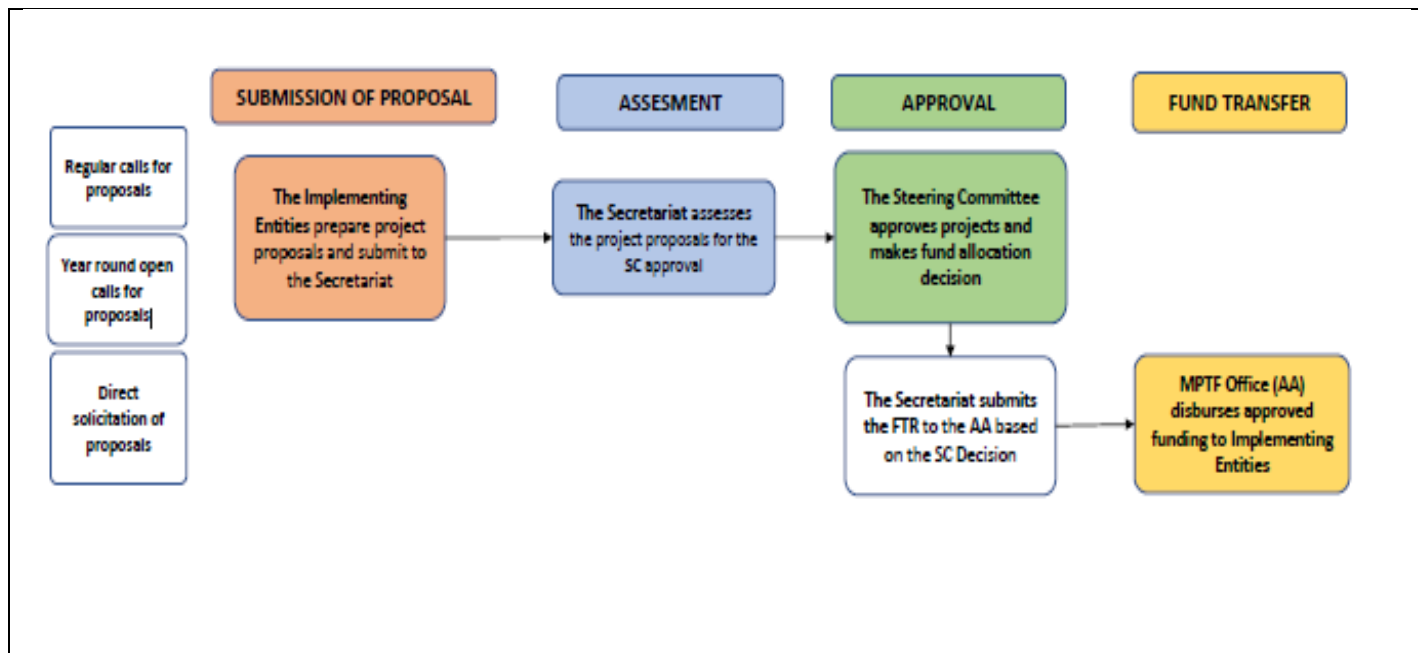 SUBMISSION OF PROPOSAL
ASSESMENT
APPROVAL
FUND TRANSFER
Regular calls for
proposals
Year round open
calls for
proposals
Direct
solicitation of
proposals
The Implementing
Entities prepare project
proposals and submit to
the Secretariat
The Secretariat assesses
the project proposals for the
SC approval
The Steering Committee
approves projects and
makes fund allocation
decision
The Secretariat submits
the FTR to the AA based
on the SC Decision
MPTF Office (AA)
disburses approved
funding to Implementing
Entities